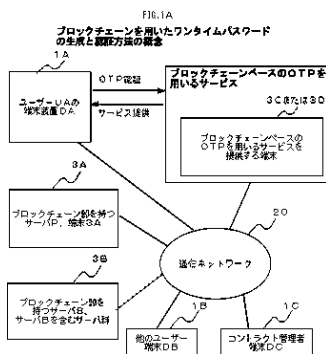 FIG.1A
ブロックチェーンを用いたワンタイムパスワード
の生成と認証方法の概念
1A
ユーザーUAの
端末装置DA
OTP認証
サービス提供
ブロックチェーンベースのOTPを
用いるサービス
3Cまたは3D
ブロックチェーンベースの
OTPを用いるサービスを
提供する端末
3A
ブロックチェーン部を持つ
サーバP、端末3A
20
通信ネットワーク
3B
ブロックチェーン部を
持つサーバB、
サーバBを含むサーバ群
1B
他のユーザー
端末DB
1C
コントラクト管理者
端末DC